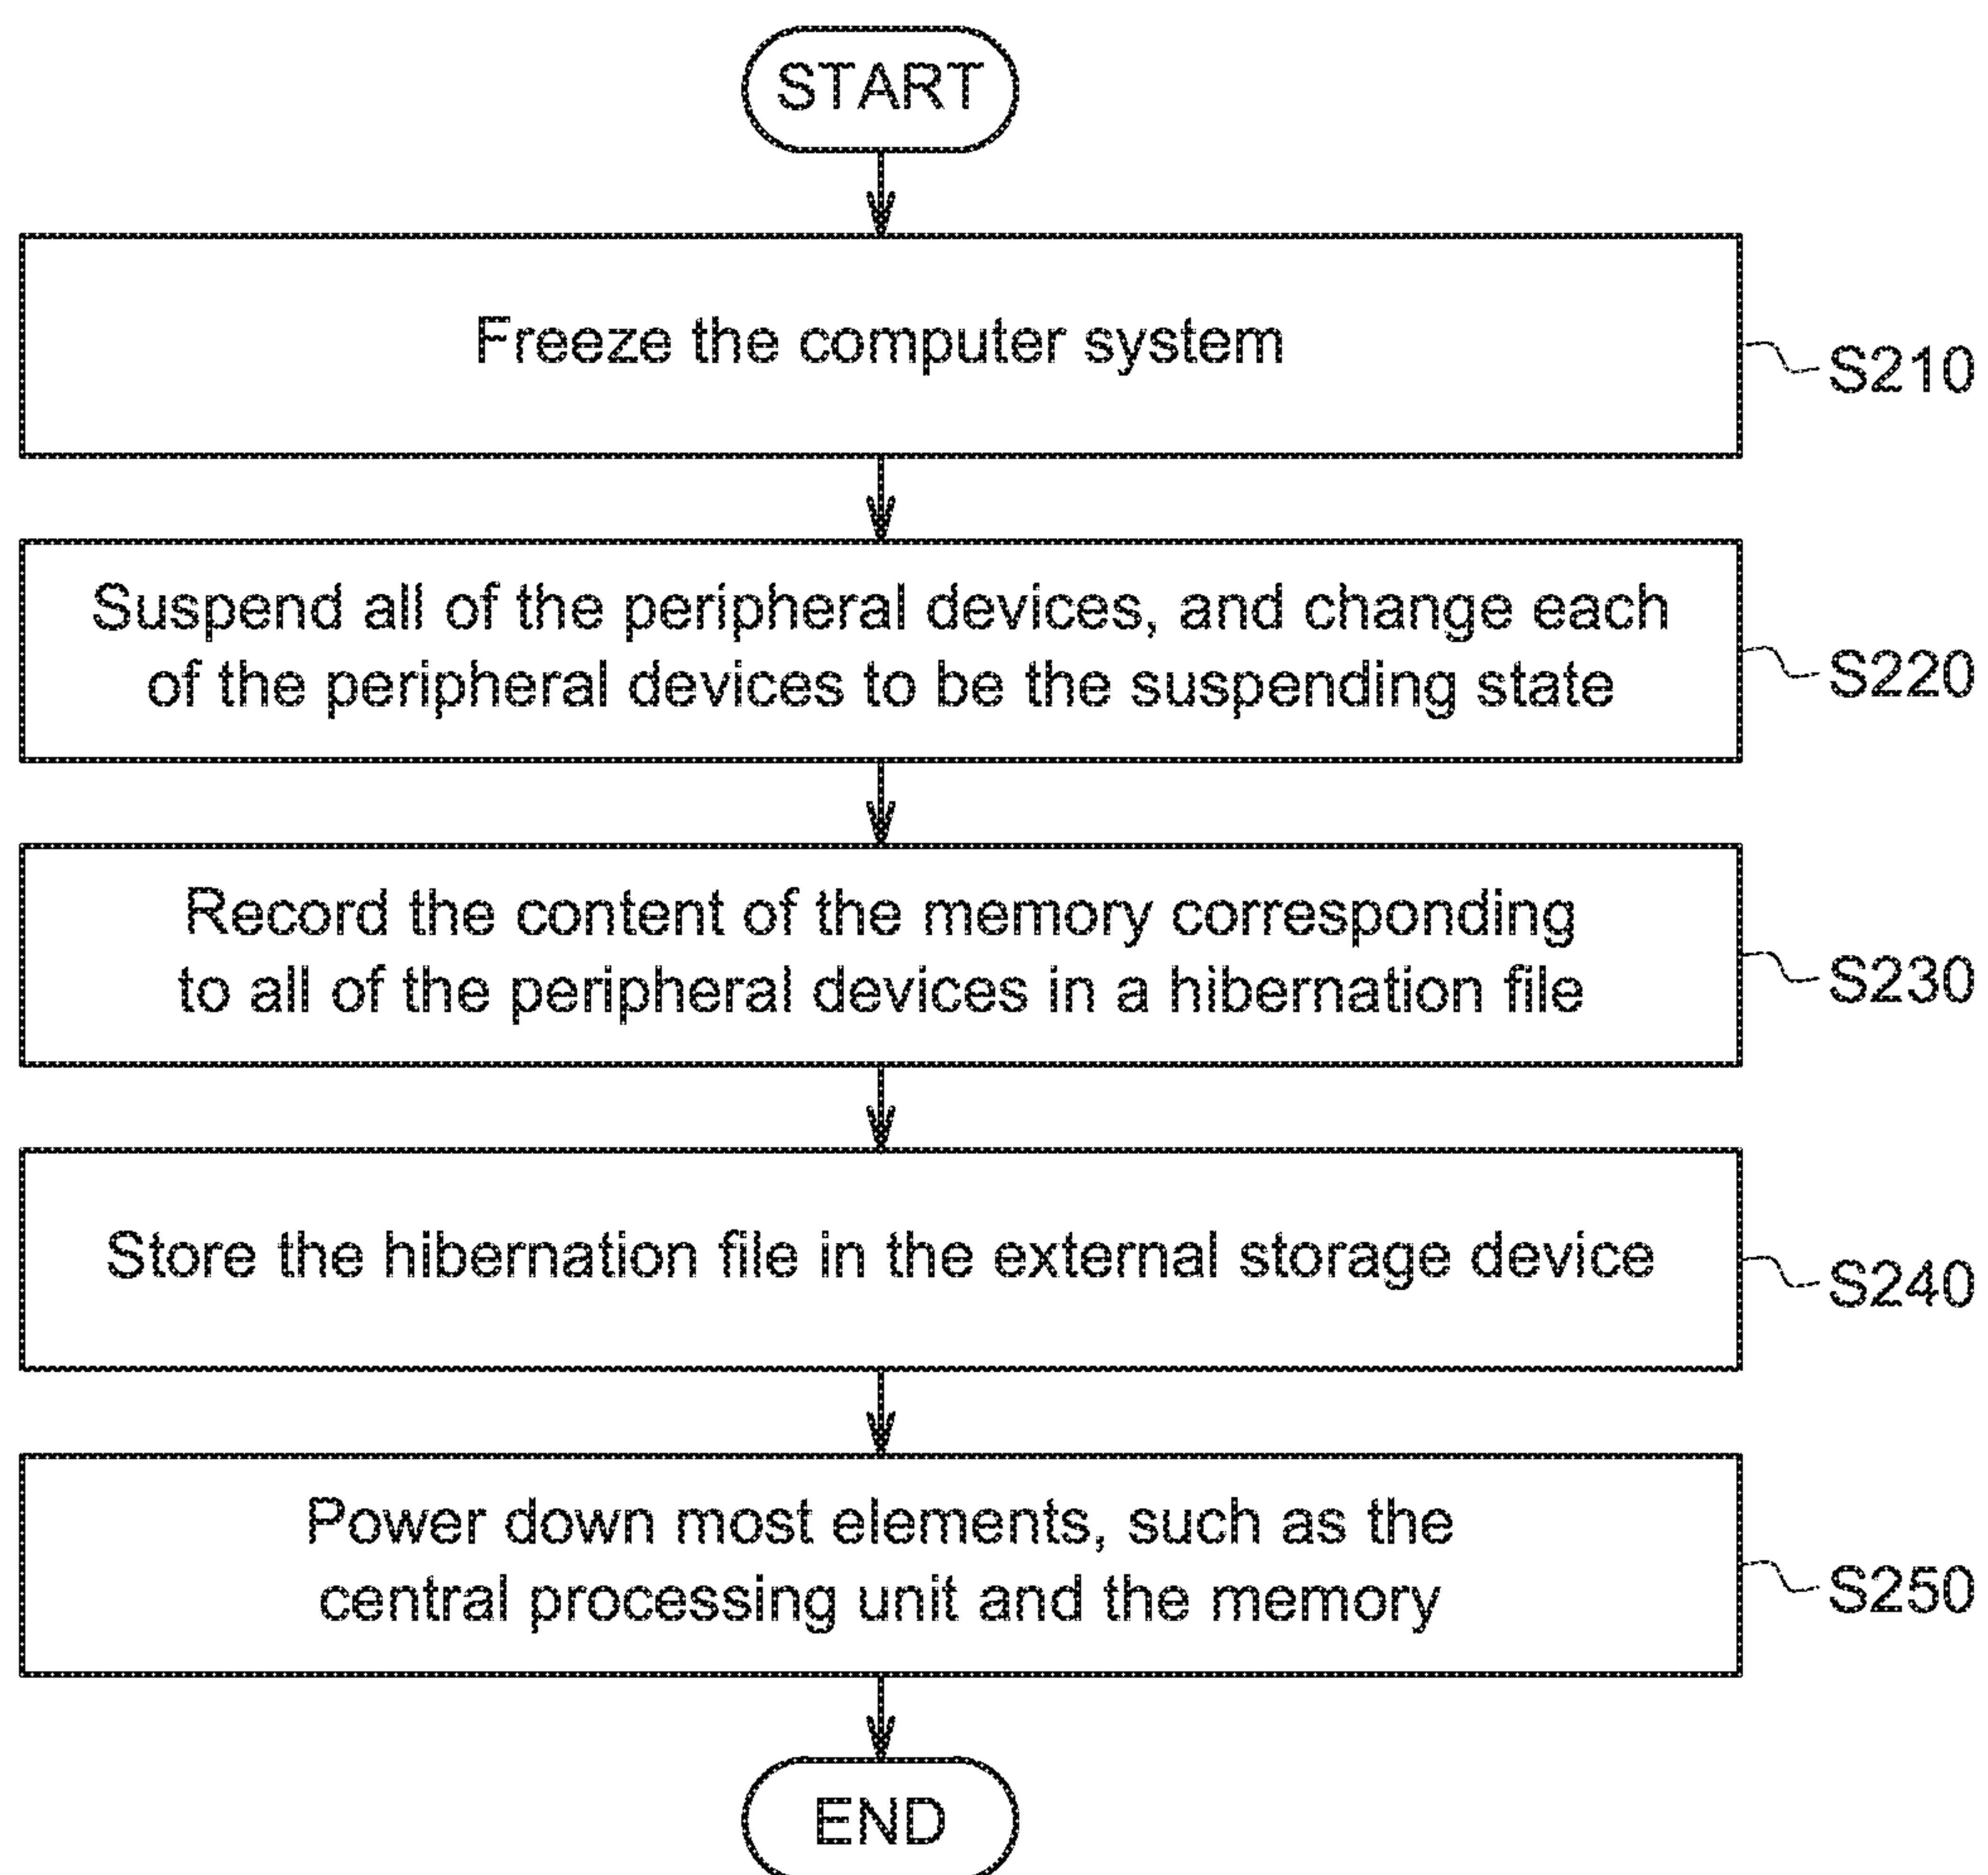 START
Freeze the computer system
S210
Suspend all of the peripheral devices, and change each
of the peripheral devices to be the suspending state
S220
Record the content of the memory corresponding
to all of the peripheral devices in a hibernation file
S230
Store the hibernation file in the external storage device
S240
Power down most elements, such as the
central processing unit and the memory
S250
END